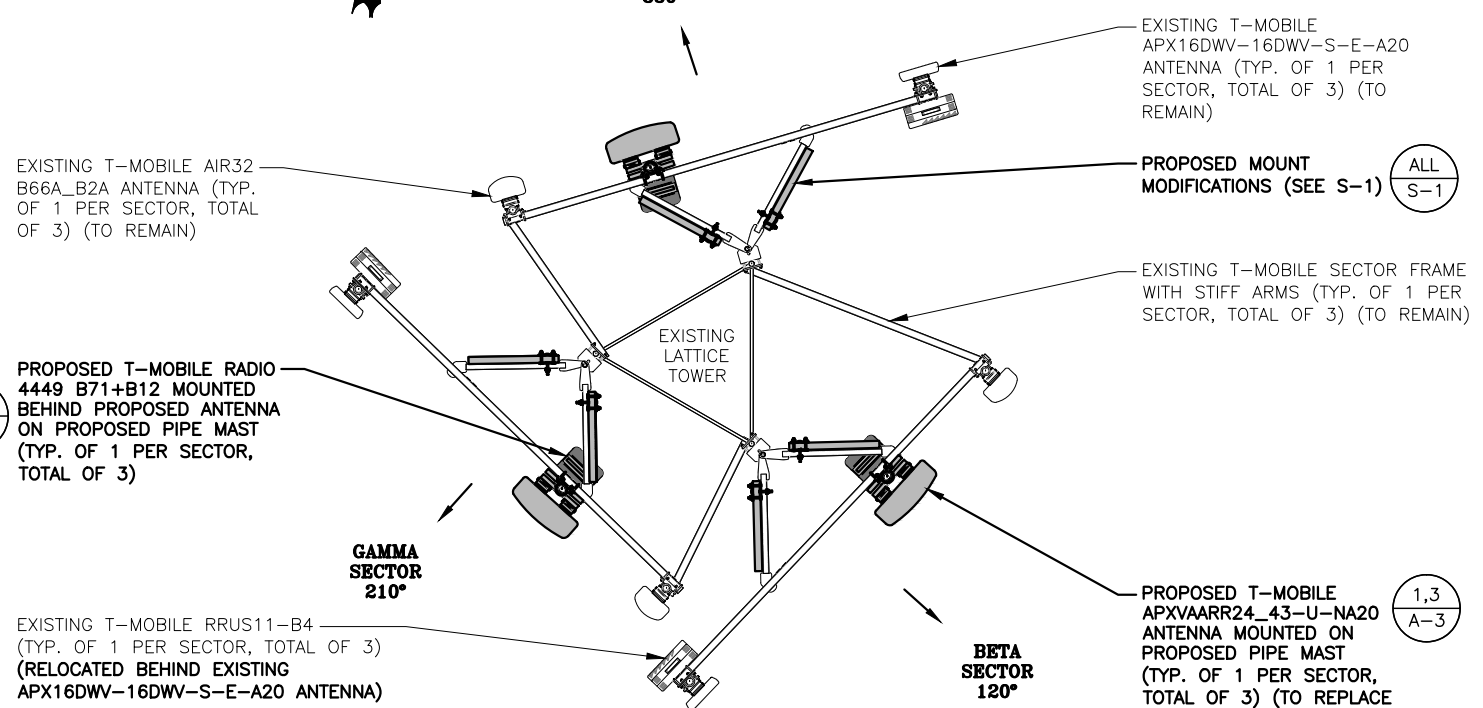 EXISTING T-MOBILE
APX16DWV-16DWV-S-E-A20
ANTENNA (TYP. OF 1 PER
SECTOR, TOTAL OF 3) (TO
REMAIN)
EXISTING T-MOBILE AIR32
B66A_B2A ANTENNA (TYP.
OF 1 PER SECTOR, TOTAL
OF 3) (TO REMAIN)
PROPOSED MOUNT
MODIFICATIONS (SEE S-1)
ALL
S-1
EXISTING T-MOBILE SECTOR FRAME
WITH STIFF ARMS (TYP. OF 1 PER
SECTOR, TOTAL OF 3) (TO REMAIN)
EXISTING
LATTICE
TOWER
PROPOSED T-MOBILE RADIO
4449 B71+B12 MOUNTED
BEHIND PROPOSED ANTENNA
ON PROPOSED PIPE MAST
(TYP. OF 1 PER SECTOR,
TOTAL OF 3)
GAMMA
SECTOR
210°
EXISTING T-MOBILE RRUS11-B4
(TYP. OF 1 PER SECTOR, TOTAL OF 3)
(RELOCATED BEHIND EXISTING
APX16DWV-16DWV-S-E-A20 ANTENNA)
BETA
SECTOR
120°
PROPOSED T-MOBILE
APXVAARR24_43-U-NA20
ANTENNA MOUNTED ON
PROPOSED PIPE MAST
(TYP. OF 1 PER SECTOR,
TOTAL OF 3) (TO REPLACE
1,3
A-3